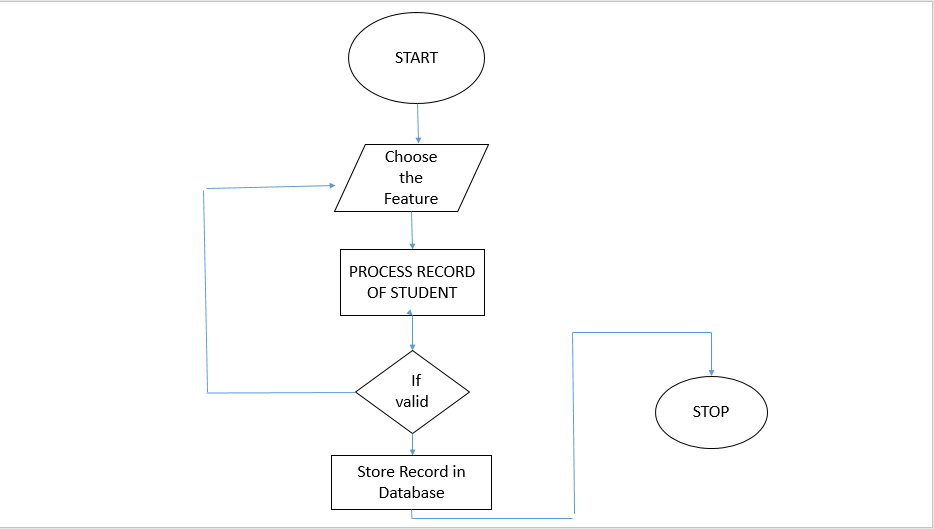 START
Choose
the
Feature
PROCESS RECORD
OF STUDENT
If
valid
Store Record in
Database
STOP